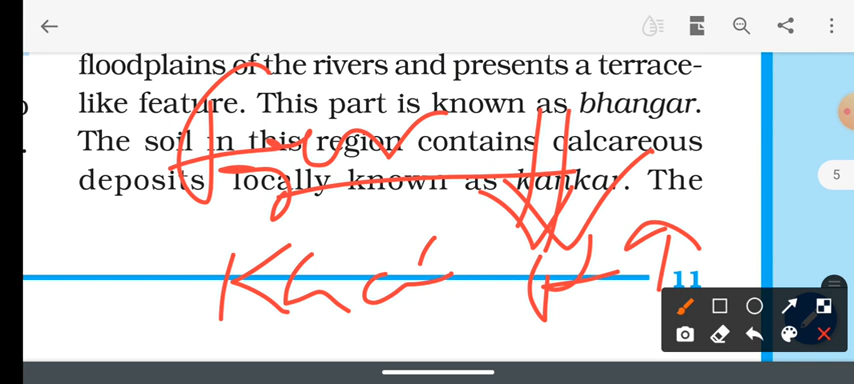 floodplains of the rivers and presents a terrace-
like feature. This part is known as bhangar.
The soil in this region contains calcareous
deposits locally known as kankar. The
11
5